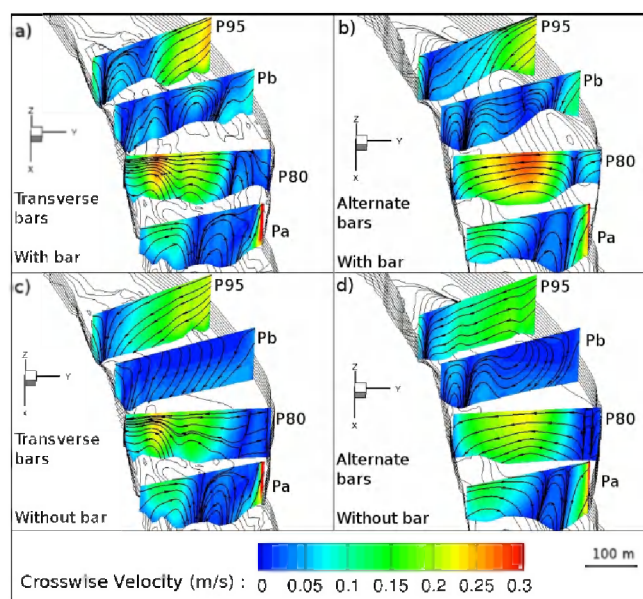 a)
P95
Pb
P80
Pa
Z
Y
X
Transverse
bars
With bar
b)
P95
Pb
P80
Pa
Z
Y
X
Alternate
bars
With bar
c)
P95
Pb
P80
Pa
Z
Y
X
Transverse
bars
Without bar
d)
P95
Pb
P80
Pa
Z
Y
X
Alternate
bars
Without bar
Crosswise Velocity (m/s) : 0 0.05 0.1 0.15 0.2 0.25 0.3
100 m